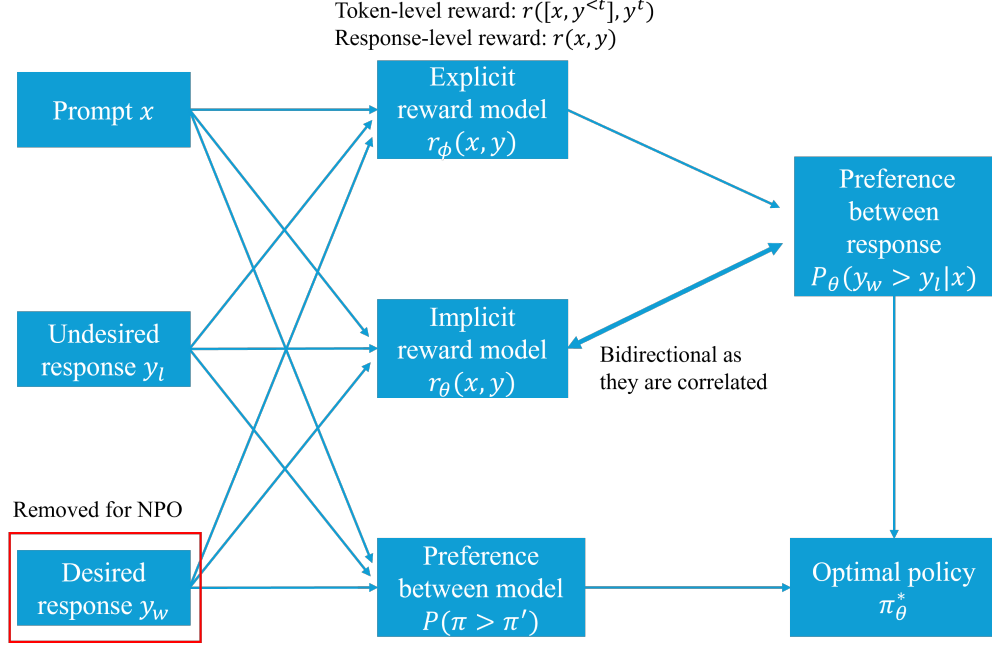 Token-level reward: r([x, y^{<t}], y^t)
Response-level reward: r(x, y)
Prompt x
Explicit
reward model
r_ϕ(x, y)
Preference
between
response
P_θ(y_w > y_l|x)
Undesired
response y_l
Implicit
reward model
r_θ(x, y)
Bidirectional as
they are correlated
Removed for NPO
Desired
response y_w
Preference
between model
P(π > π′)
Optimal policy
π_θ^*